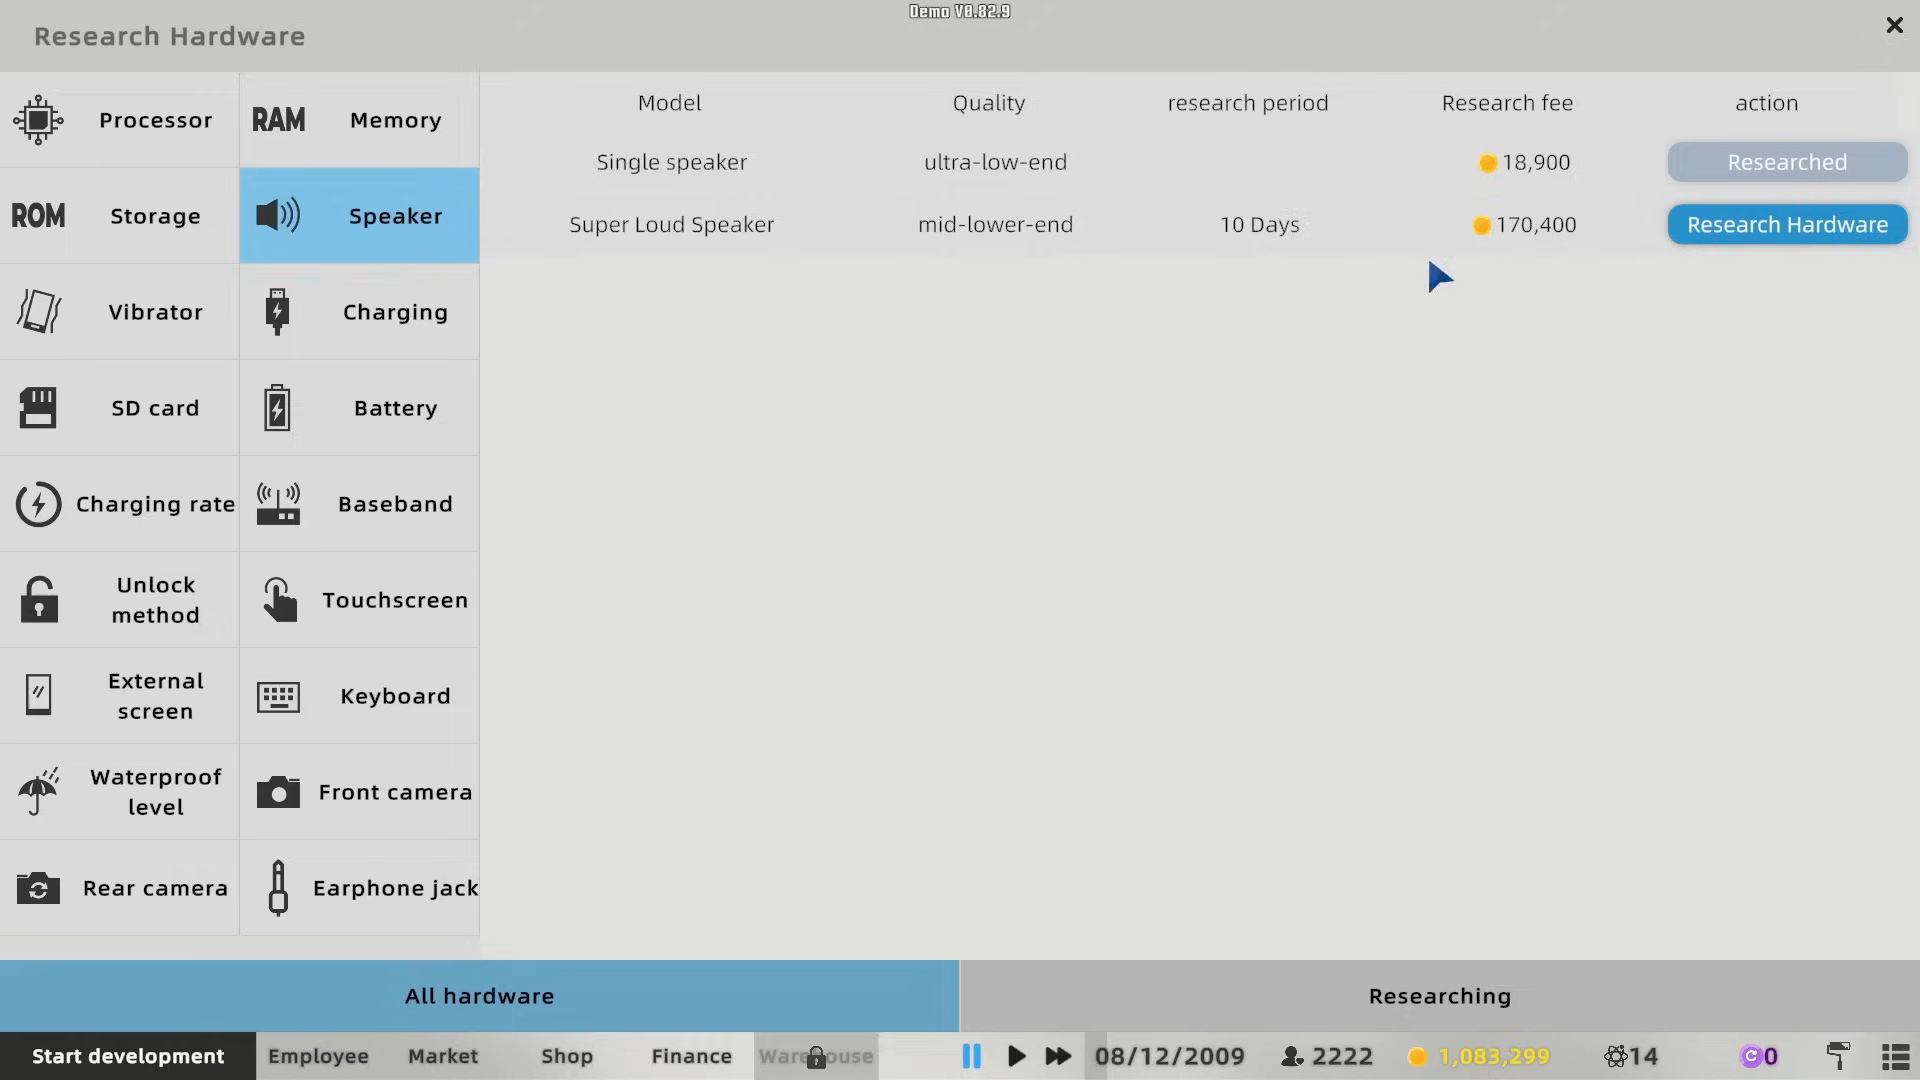 Demo V0.82.9
Research Hardware
Processor
RAM Memory
ROM Storage
Speaker
Vibrator
Charging
SD card
Battery
Charging rate
Baseband
Unlock
method
Touchscreen
External
screen
Keyboard
Waterproof
level
Front camera
Rear camera
Earphone jack
Model Quality research period Research fee action
Single speaker ultra-low-end 18,900 Researched
Super Loud Speaker mid-lower-end 10 Days 170,400 Research Hardware
All hardware Researching
Start development Employee Market Shop Finance Warehouse 08/12/2009 2222 1,083,299 14 0